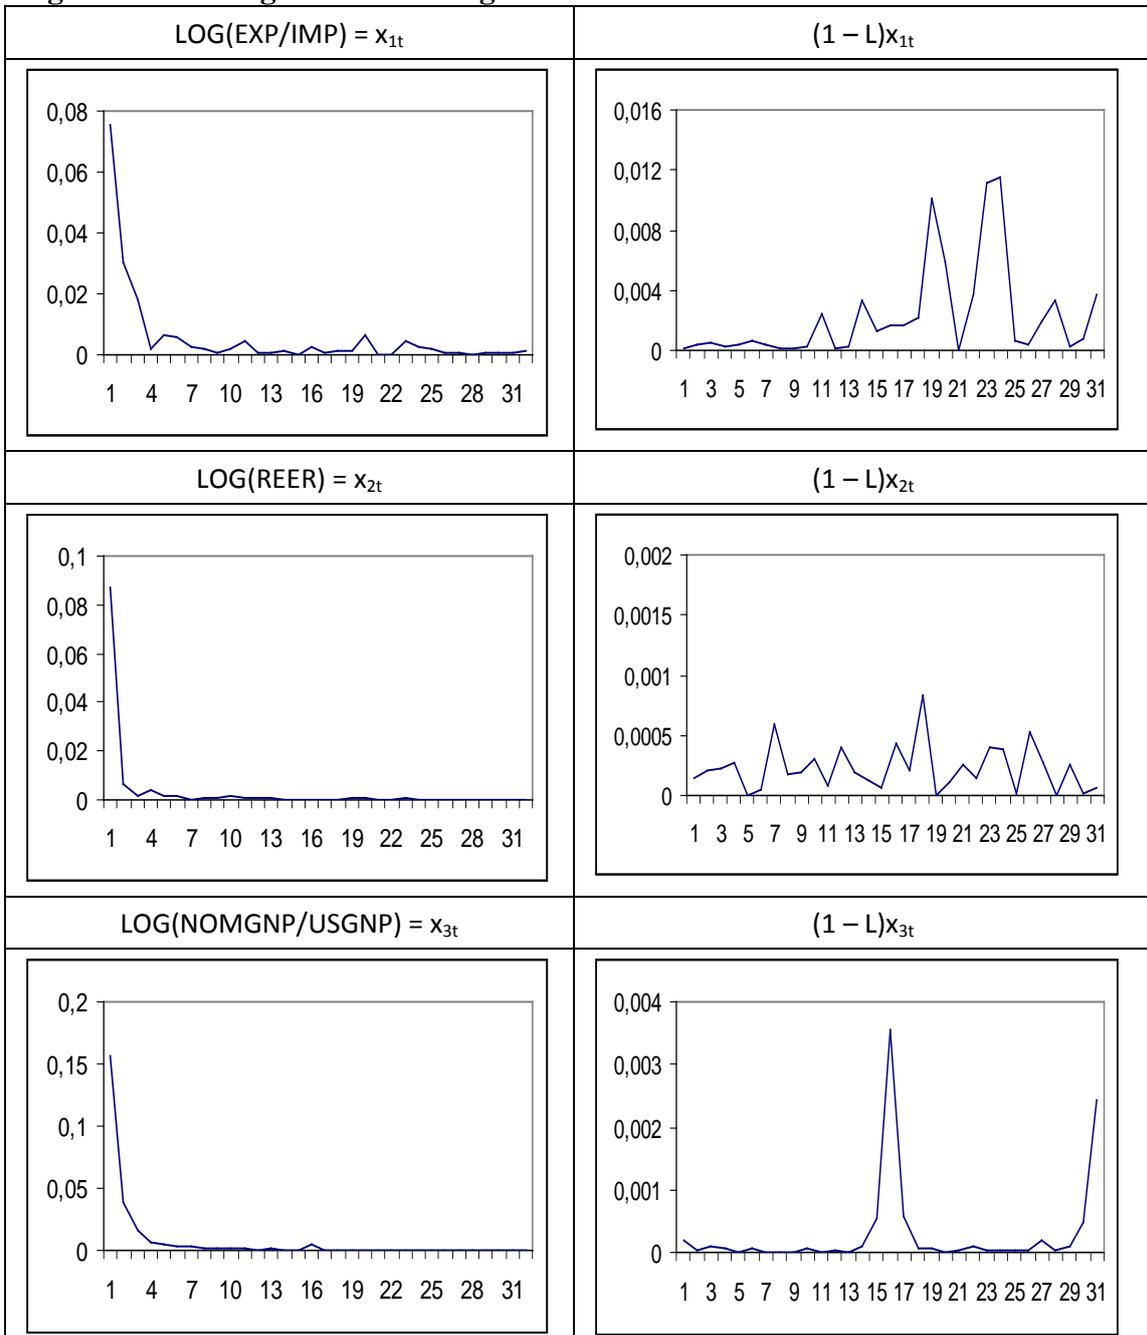 LOG(EXP/IMP) = x1t (1 – L)x1t
0,08 0,016
0,06 0,012
0,04 0,008
0,02 0,004
0 0
1 4 7 10 13 16 19 22 25 28 31 1 3 5 7 9 11 13 15 17 19 21 23 25 27 29 31
LOG(REER) = x2t (1 – L)x2t
0,1 0,002
0,08 0,0015
0,06 0,001
0,04 0,0005
0,02 0
0
1 4 7 10 13 16 19 22 25 28 31 1 3 5 7 9 11 13 15 17 19 21 23 25 27 29 31
LOG(NOMGNP/USGNP) = x3t (1 – L)x3t
0,2 0,004
0,15 0,003
0,1 0,002
0,05 0,001
0 0
1 4 7 10 13 16 19 22 25 28 31 1 3 5 7 9 11 13 15 17 19 21 23 25 27 29 31